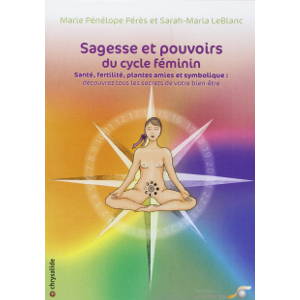 Marie Pénélope Pérès et Sarah-Maria LeBlanc
Sagesse et pouvoirs
du cycle féminin
Santé, fertilité, plantes amies et symbolique :
découvrez tous les secrets de votre bien-être
chrysalide